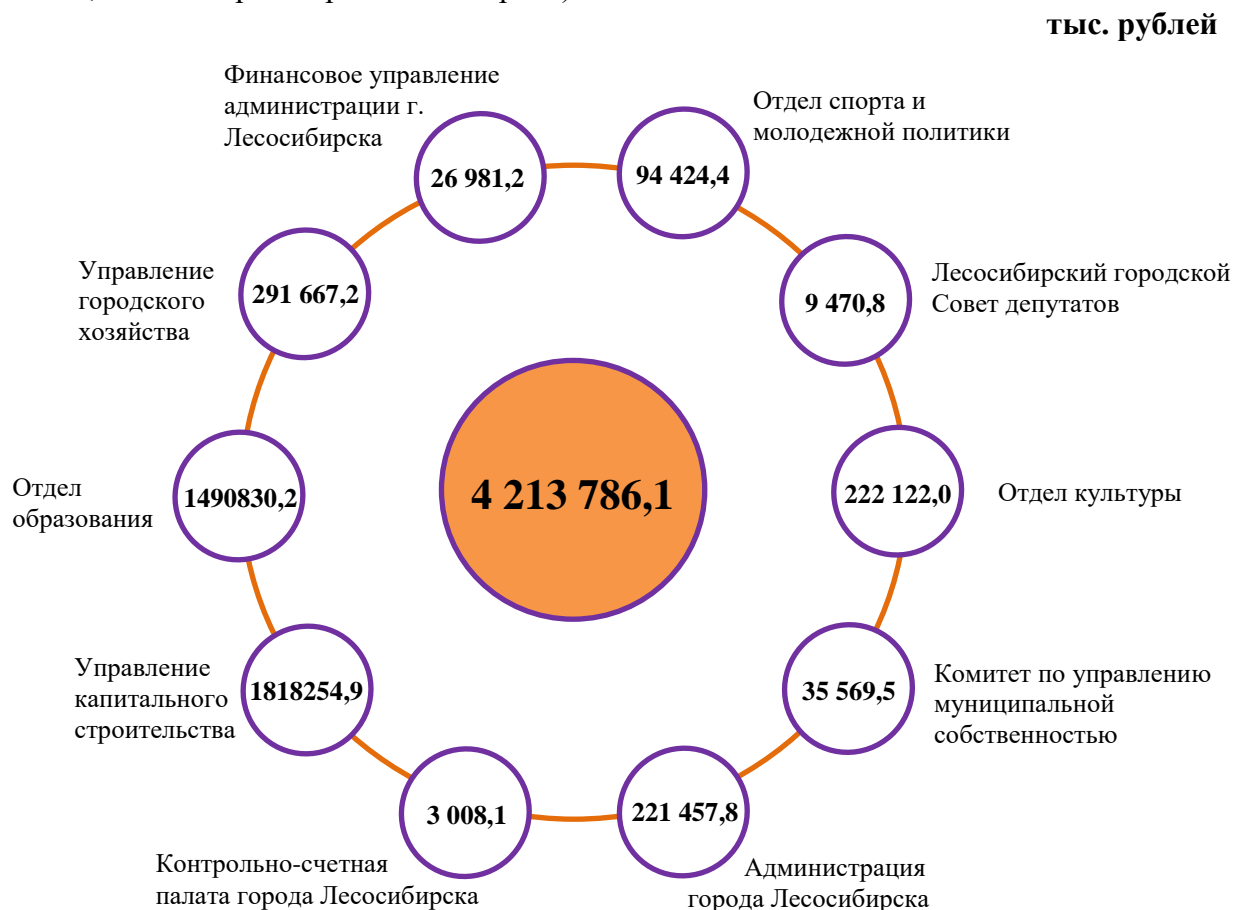 тыс. рублей
Финансовое управление
администрации г.
Лесосибирска
26 981,2
Отдел спорта и
молодежной политики
94 424,4
Управление
городского
хозяйства
291 667,2
Лесосибирский городской
Совет депутатов
9 470,8
Отдел
образования
1490830,2
4 213 786,1
222 122,0
Отдел культуры
Управление
капитального
строительства
1818254,9
35 569,5
Комитет по управлению
муниципальной
собственностью
3 008,1
Контрольно-счетная
палата города Лесосибирска
221 457,8
Администрация
города Лесосибирска